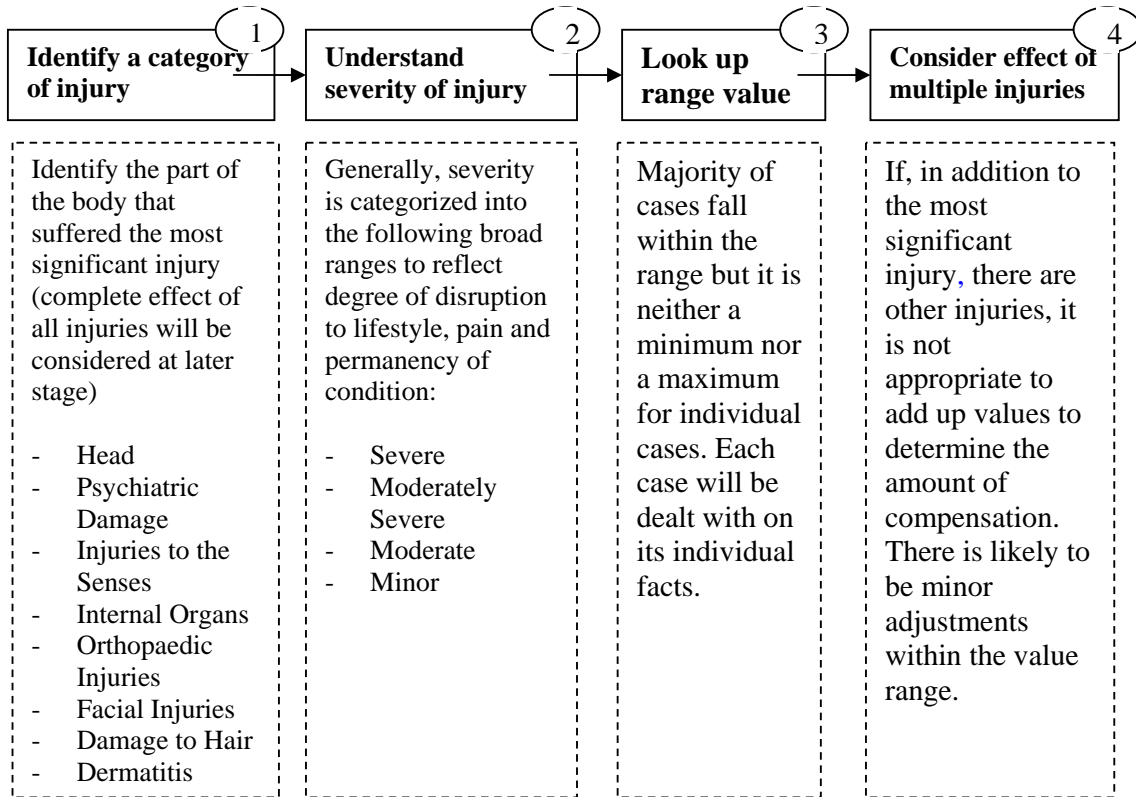 1
Identify a category
of injury
Identify the part of
the body that
suffered the most
significant injury
(complete effect of
all injuries will be
considered at later
stage)
- Head
- Psychiatric
Damage
- Injuries to the
Senses
- Internal Organs
- Orthopaedic
Injuries
- Facial Injuries
- Damage to Hair
- Dermatitis
2
Understand
severity of injury
Generally, severity
is categorized into
the following broad
ranges to reflect
degree of disruption
to lifestyle, pain and
permanency of
condition:
- Severe
- Moderately
Severe
- Moderate
- Minor
3
Look up
range value
Majority of
cases fall
within the
range but it is
neither a
minimum nor
a maximum
for individual
cases. Each
case will be
dealt with on
its individual
facts.
4
Consider effect of
multiple injuries
If, in addition to
the most
significant
injury, there are
other injuries, it
is not
appropriate to
add up values to
determine the
amount of
compensation.
There is likely to
be minor
adjustments
within the value
range.